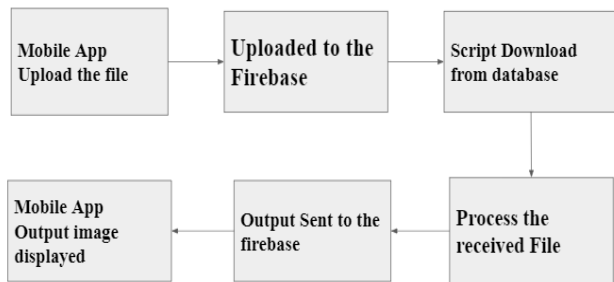 Mobile App
Upload the file
Uploaded to the
Firebase
Script Download
from database
Process the
received File
Output Sent to the
firebase
Mobile App
Output image
displayed